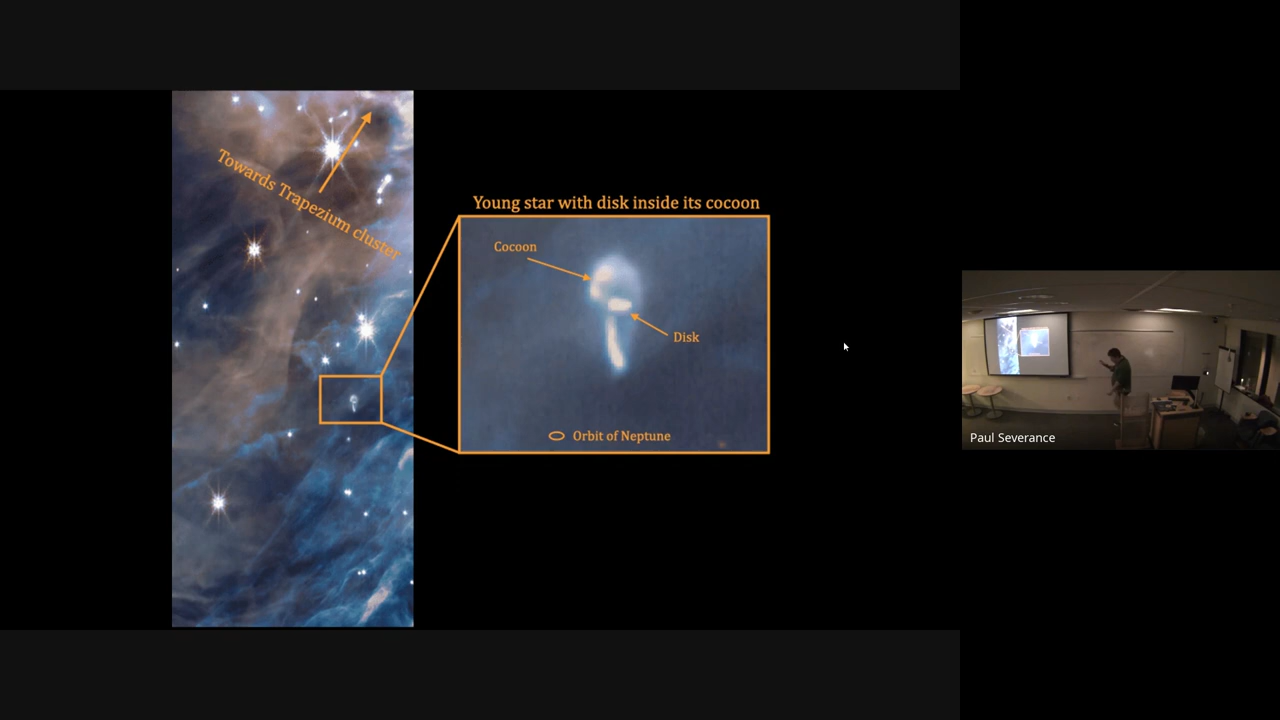 Towards Trapezium cluster
Young star with disk inside its cocoon
Cocoon
Disk
Orbit of Neptune
Paul Severance